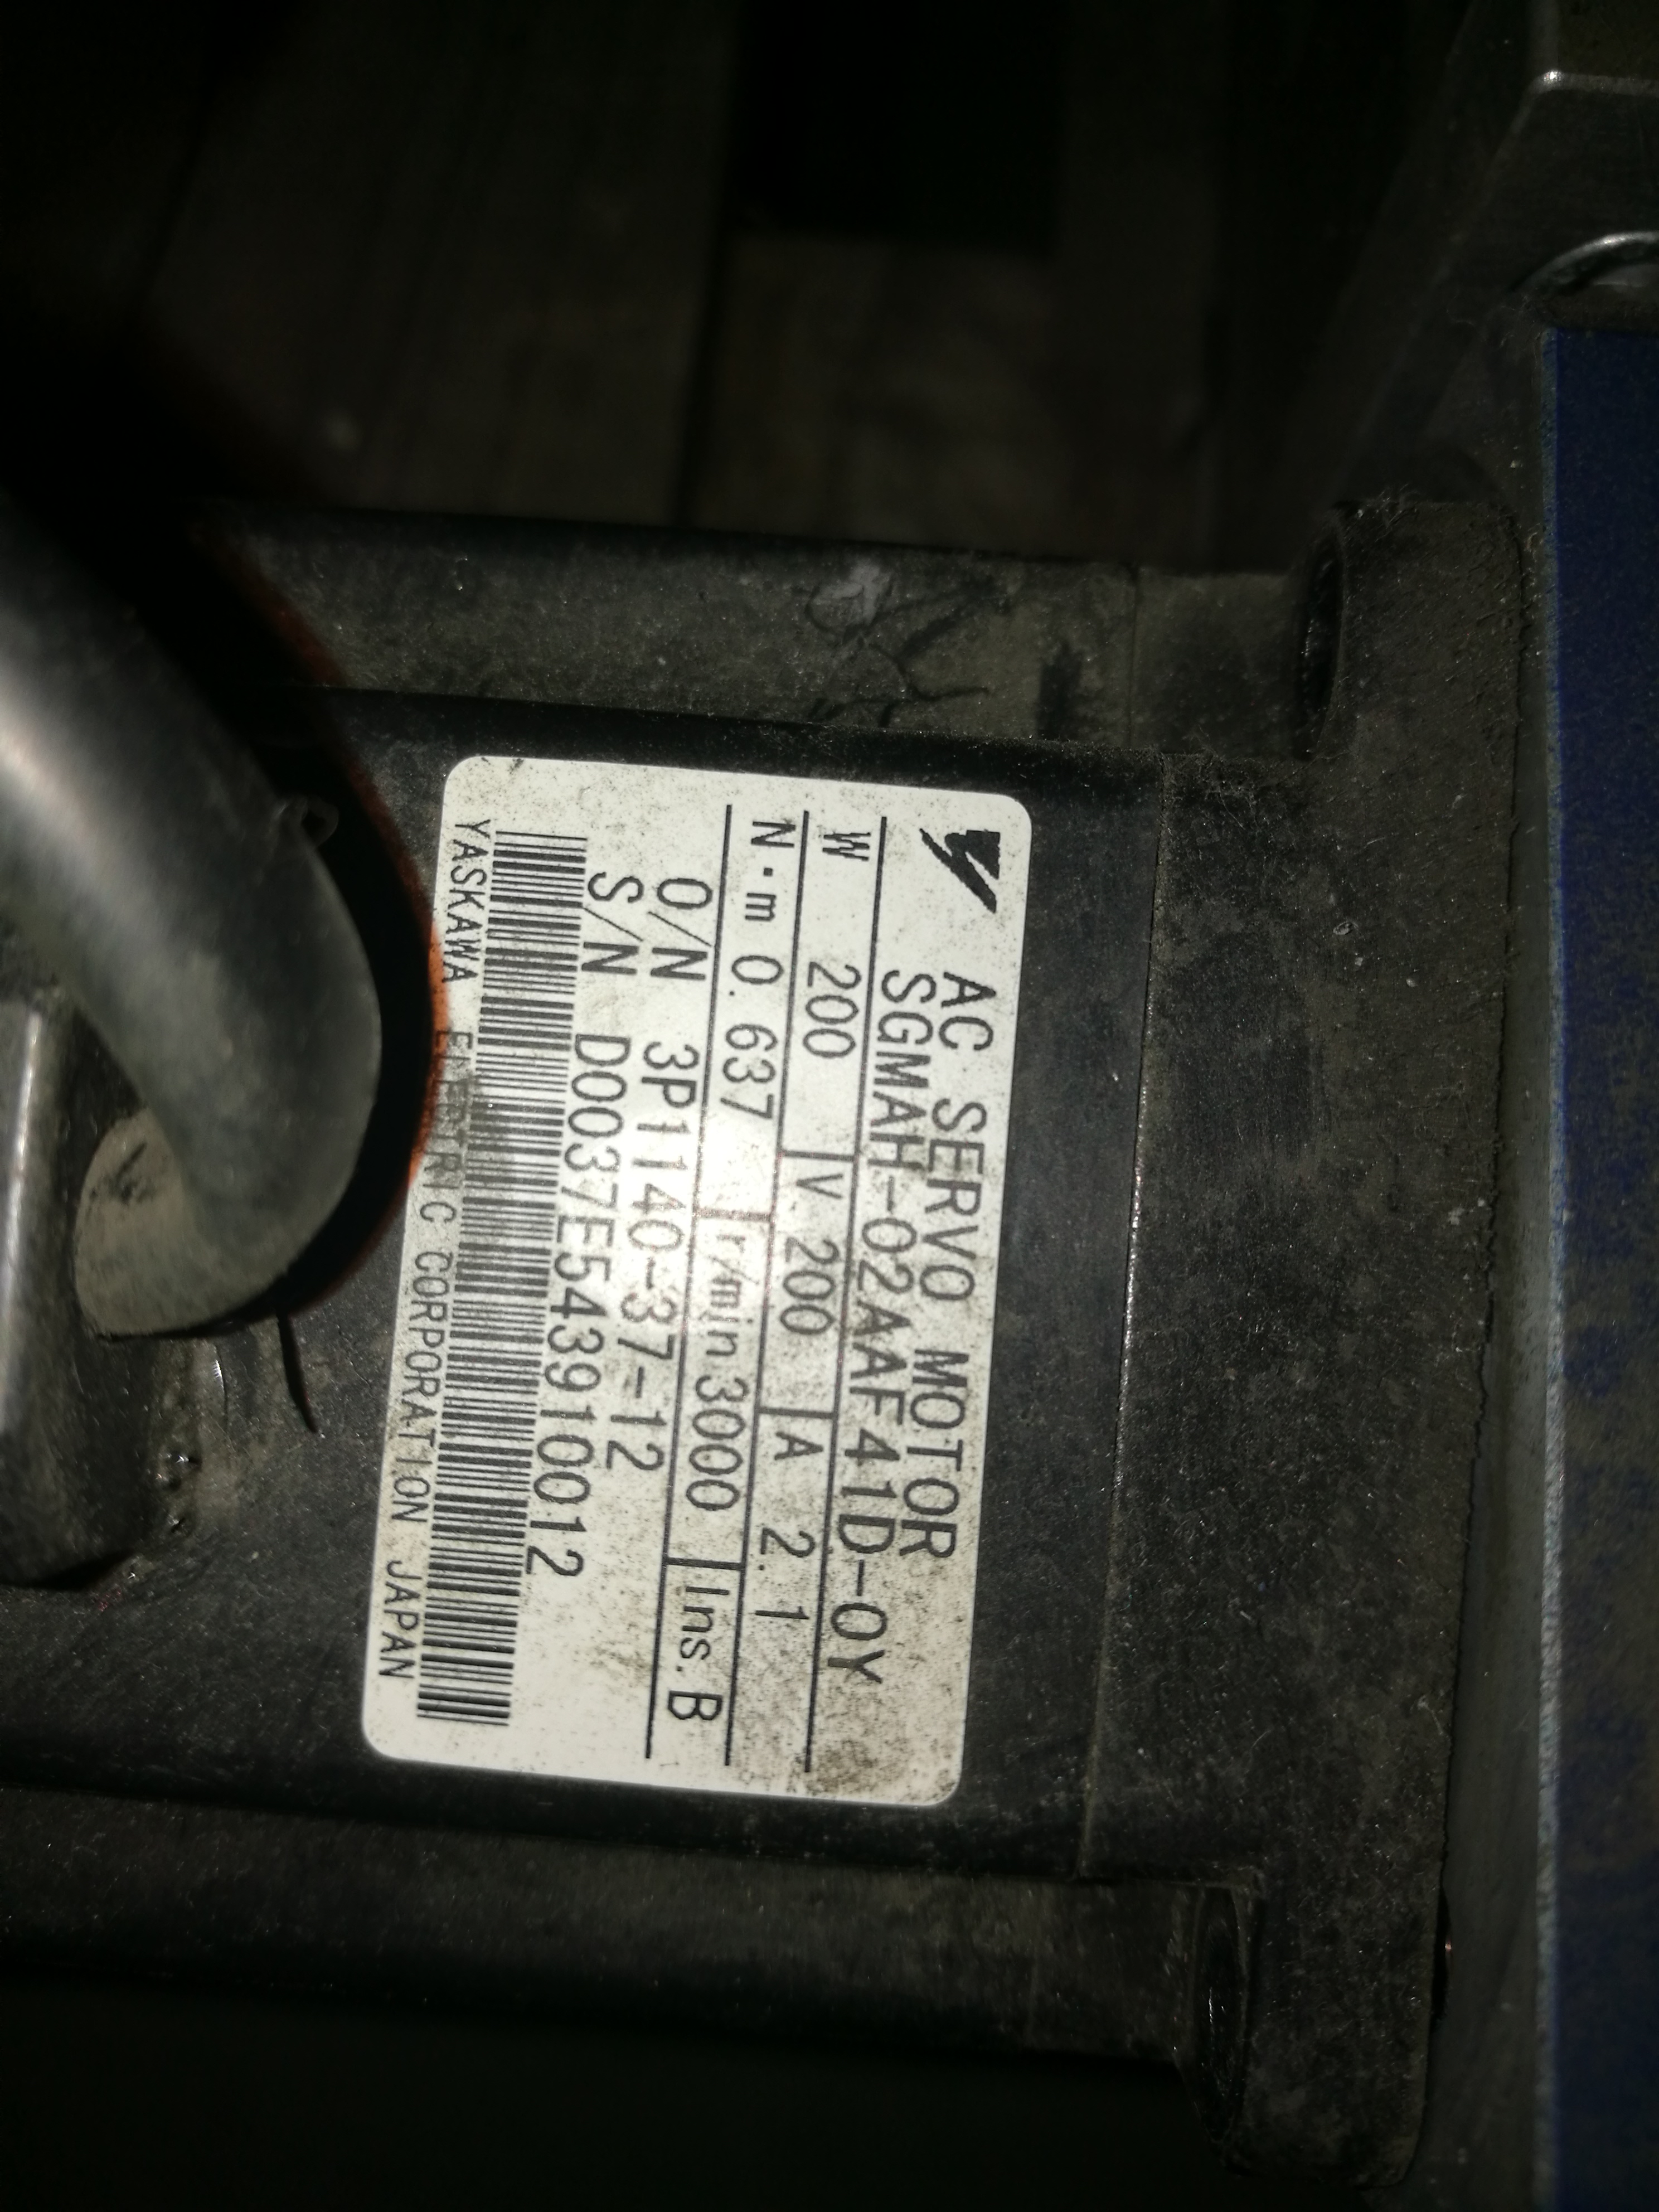 AC SERVO MOTOR
SGMAH-02AAF41D-OY
W 200 V 200 A 2.1
N·m 0.637 r/min 3000 Ins. B
O/N 3P1140-37-12
S/N D0037E543910012
YASKAWA ELECTRIC CORPORATION JAPAN